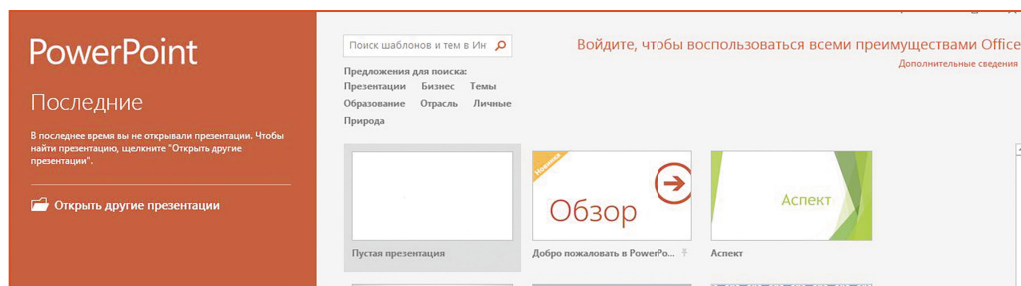 PowerPoint
Последние
В последнее время вы не открывали презентации. Чтобы
найти презентацию, щелкните "Открыть другие
презентации".
Открыть другие презентации
Поиск шаблонов и тем в Ин
Предложения для поиска:
Презентации Бизнес Темы
Образование Отрасль Личные
Природа
Войдите, чтобы воспользоваться всеми преимуществами Office
Дополнительные сведения
Пустая презентация
Новинка
Обзор
Добро пожаловать в PowerPo...
Аспект
Аспект